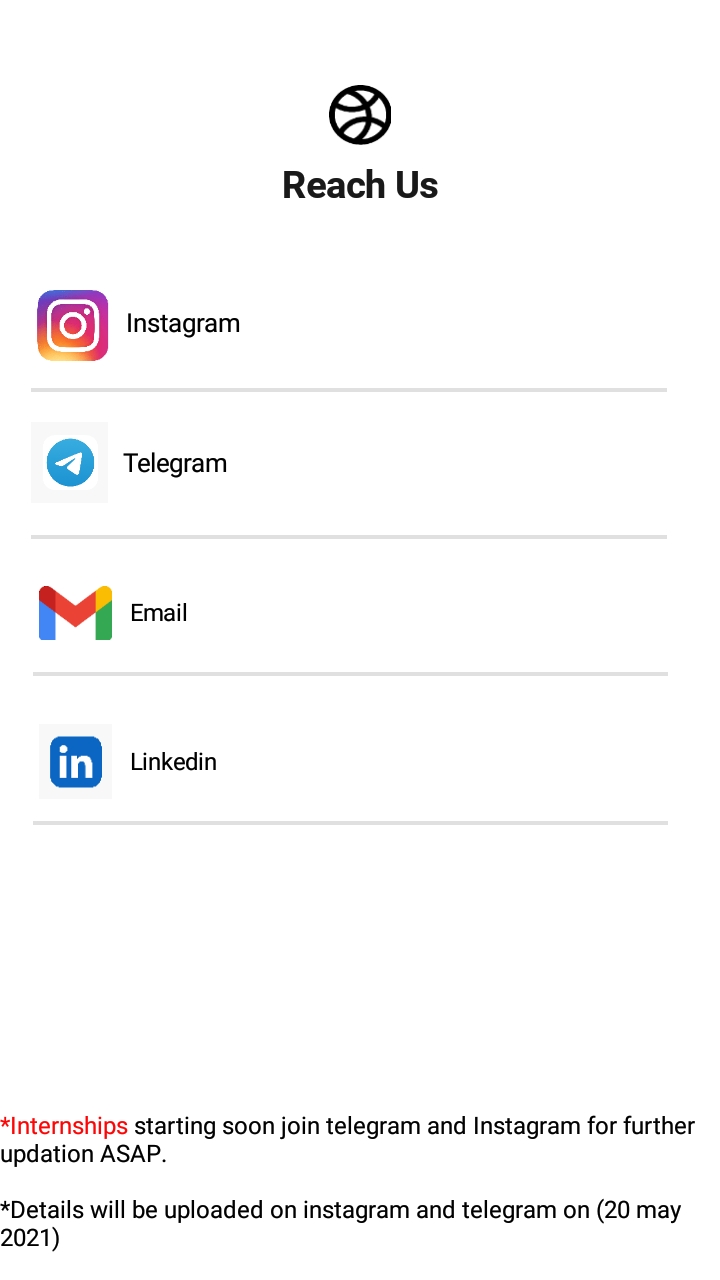 Reach Us
Instagram
Telegram
Email
in
Linkedin
*Internships starting soon join telegram and Instagram for further
updation ASAP.
*Details will be uploaded on instagram and telegram on (20 may
2021)